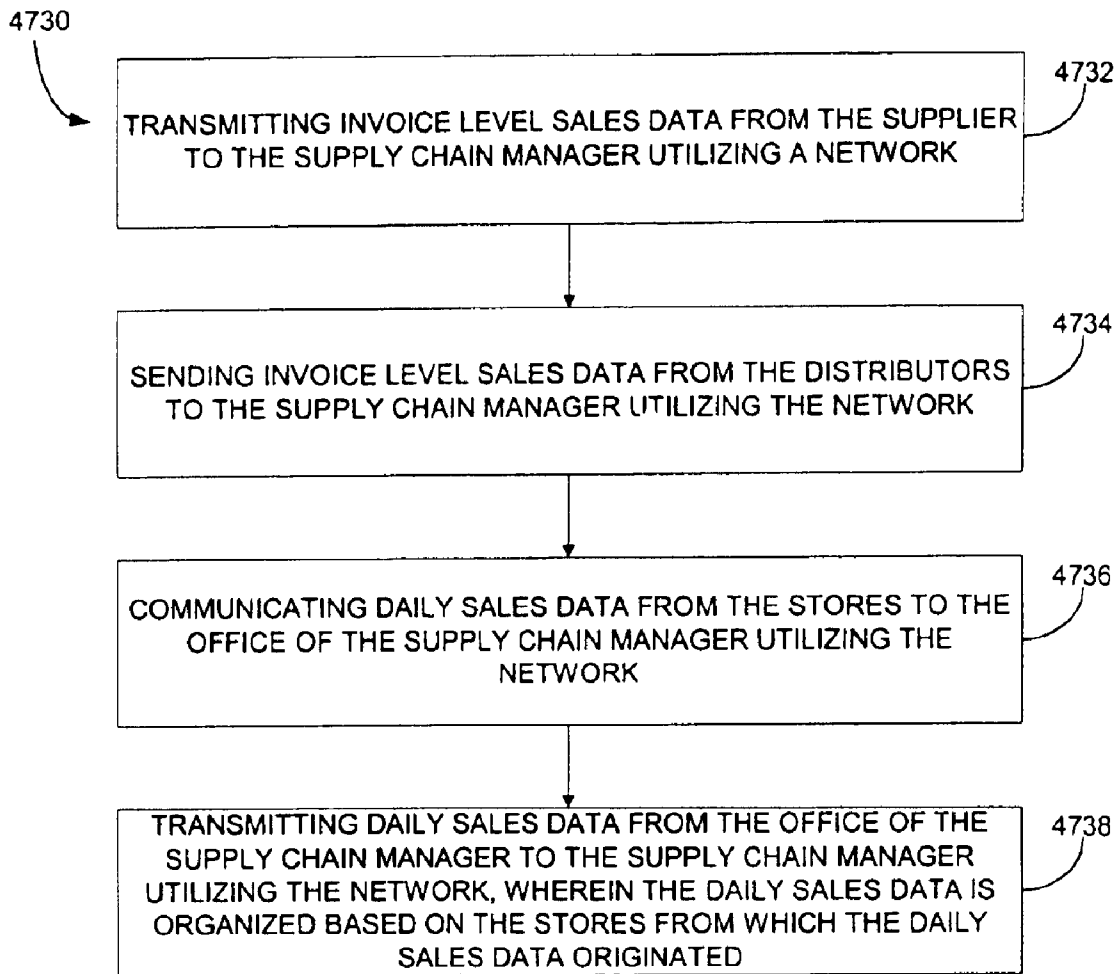 4730
4732
TRANSMITTING INVOICE LEVEL SALES DATA FROM THE SUPPLIER
TO THE SUPPLY CHAIN MANAGER UTILIZING A NETWORK
4734
SENDING INVOICE LEVEL SALES DATA FROM THE DISTRIBUTORS
TO THE SUPPLY CHAIN MANAGER UTILIZING THE NETWORK
4736
COMMUNICATING DAILY SALES DATA FROM THE STORES TO THE
OFFICE OF THE SUPPLY CHAIN MANAGER UTILIZING THE
NETWORK
4738
TRANSMITTING DAILY SALES DATA FROM THE OFFICE OF THE
SUPPLY CHAIN MANAGER TO THE SUPPLY CHAIN MANAGER
UTILIZING THE NETWORK, WHEREIN THE DAILY SALES DATA IS
ORGANIZED BASED ON THE STORES FROM WHICH THE DAILY
SALES DATA ORIGINATED